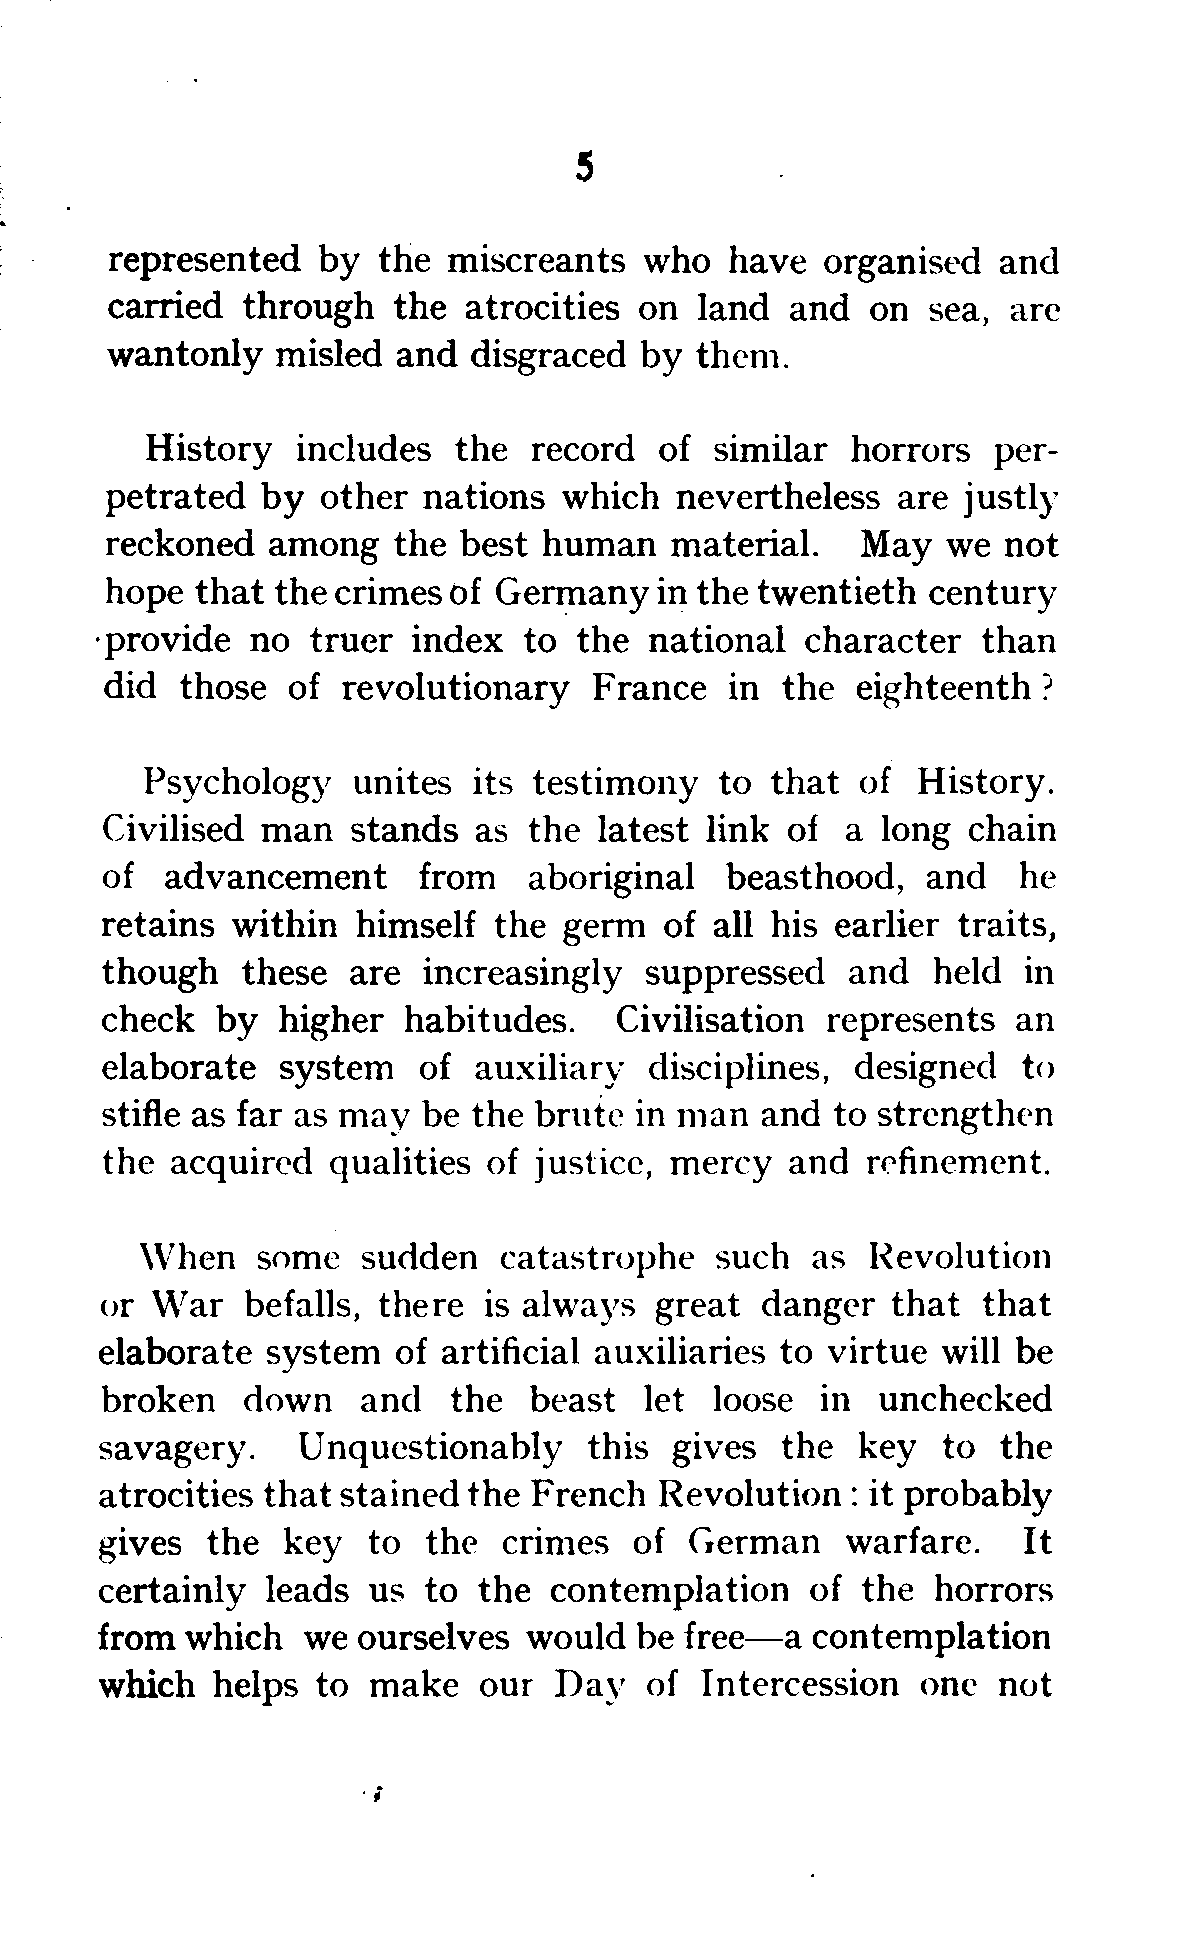 5
represented by the miscreants who have organised and
carried through the atrocities on land and on sea, are
wantonly misled and disgraced by them.
History includes the record of similar horrors per-
petrated by other nations which nevertheless are justly
reckoned among the best human material. May we not
hope that the crimes of Germany in the twentieth century
provide no truer index to the national character than
did those of revolutionary France in the eighteenth ?
Psychology unites its testimony to that of History.
Civilised man stands as the latest link of a long chain
of advancement from aboriginal beasthood, and he
retains within himself the germ of all his earlier traits,
though these are increasingly suppressed and held in
check by higher habitudes. Civilisation represents an
elaborate system of auxiliary disciplines, designed to
stifle as far as may be the brute in man and to strengthen
the acquired qualities of justice, mercy and refinement.
When some sudden catastrophe such as Revolution
or War befalls, there is always great danger that that
elaborate system of artificial auxiliaries to virtue will be
broken down and the beast let loose in unchecked
savagery. Unquestionably this gives the key to the
atrocities that stained the French Revolution : it probably
gives the key to the crimes of German warfare. It
certainly leads us to the contemplation of the horrors
from which we ourselves would be free—a contemplation
which helps to make our Day of Intercession one not